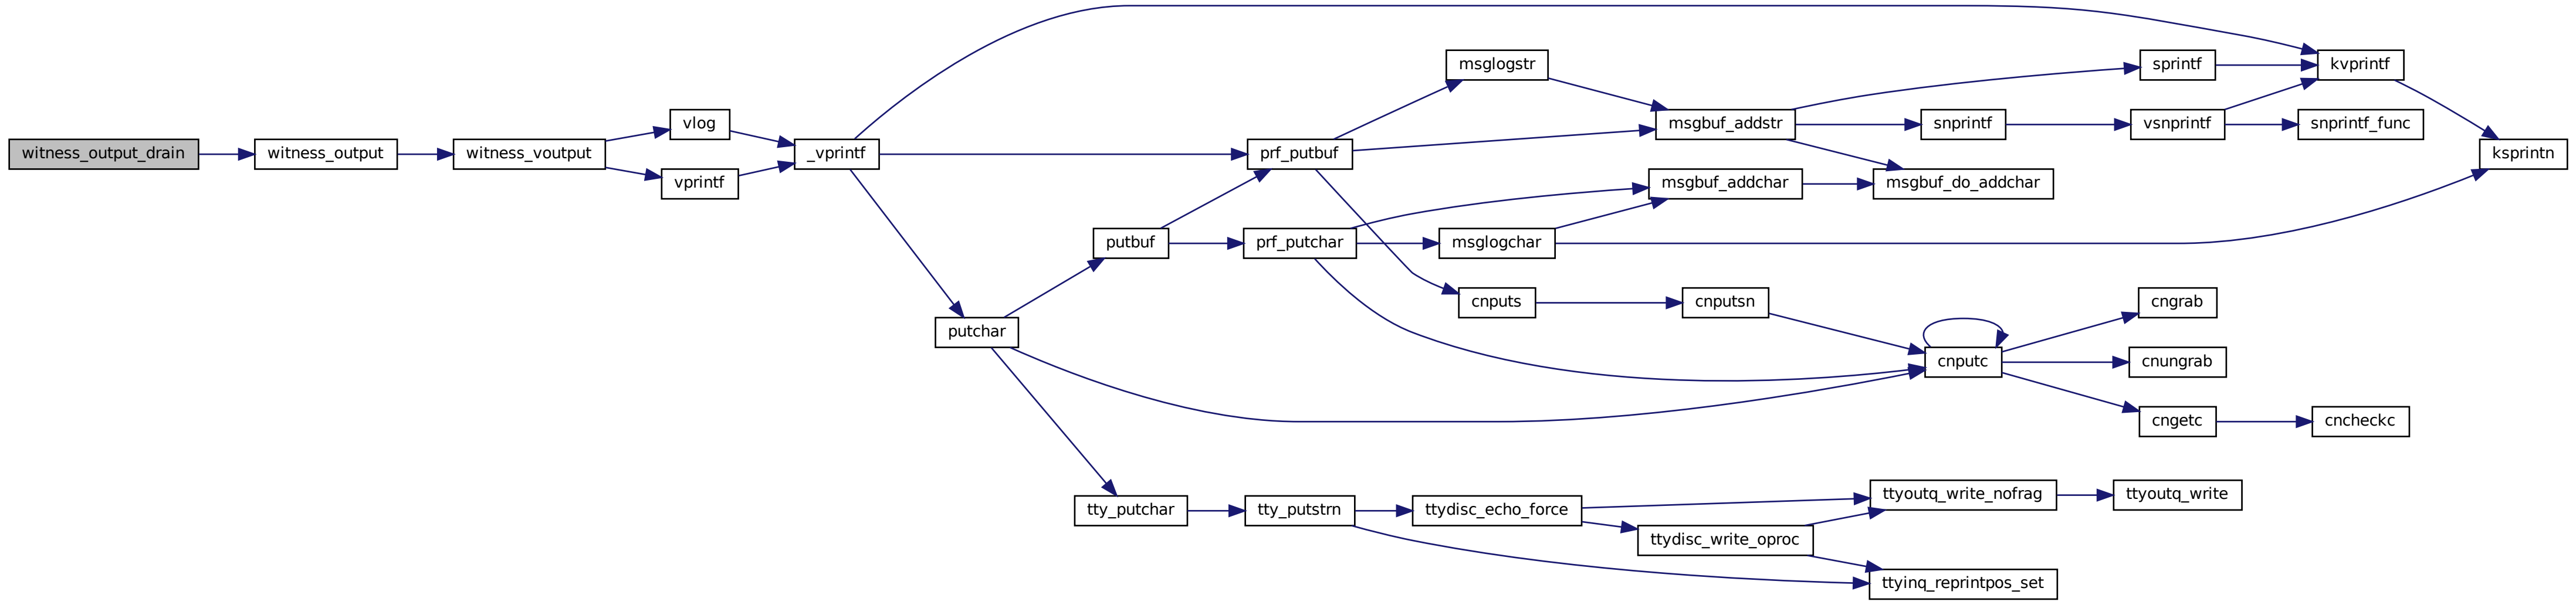 witness_output_drain
witness_output
witness_voutput
vlog
vprintf
_vprintf
putchar
putbuf
tty_putchar
prf_putbuf
prf_putchar
tty_putstrn
msglogstr
msglogchar
cnputs
ttydisc_echo_force
msgbuf_addstr
msgbuf_addchar
cnputsn
ttydisc_write_oproc
snprintf
msgbuf_do_addchar
cnputc
ttyoutq_write_nofrag
ttyinq_reprintpos_set
sprintf
vsnprintf
cngrab
cnungrab
cngetc
ttyoutq_write
kvprintf
snprintf_func
cncheckc
ksprintn